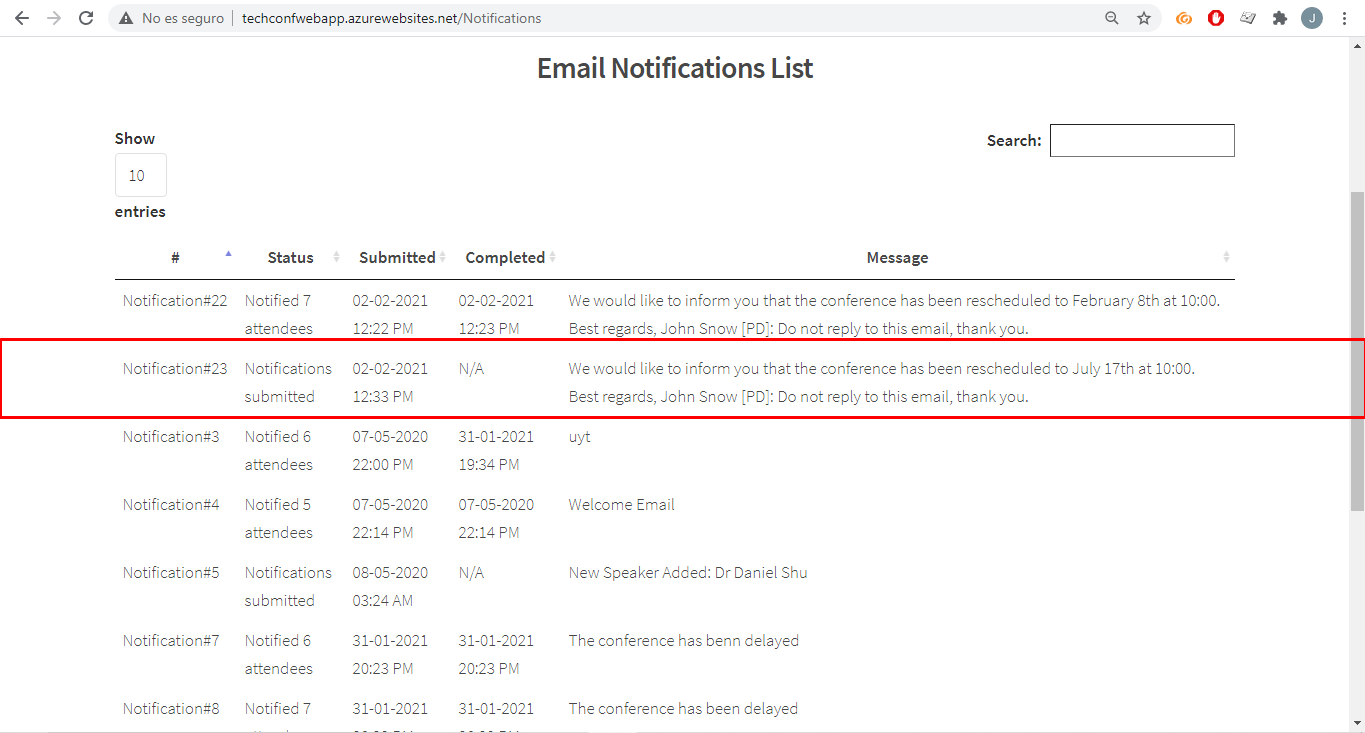 No es seguro | techconfwebapp.azurewebsites.net/Notifications J
Email Notifications List
Show
Search:
10
entries
# Status Submitted Completed Message
Notification#22 Notified 7 02-02-2021 02-02-2021 We would like to inform you that the conference has been rescheduled to February 8th at 10:00.
attendees 12:22 PM 12:23 PM Best regards, John Snow [PD]: Do not reply to this email, thank you.
Notification#23 Notifications 02-02-2021 N/A We would like to inform you that the conference has been rescheduled to July 17th at 10:00.
submitted 12:33 PM Best regards, John Snow [PD]: Do not reply to this email, thank you.
Notification#3 Notified 6 07-05-2020 31-01-2021 uyt
attendees 22:00 PM 19:34 PM
Notification#4 Notified 5 07-05-2020 07-05-2020 Welcome Email
attendees 22:14 PM 22:14 PM
Notification#5 Notifications 08-05-2020 N/A New Speaker Added: Dr Daniel Shu
submitted 03:24 AM
Notification#7 Notified 6 31-01-2021 31-01-2021 The conference has benn delayed
attendees 20:23 PM 20:23 PM
Notification#8 Notified 7 31-01-2021 31-01-2021 The conference has been delayed